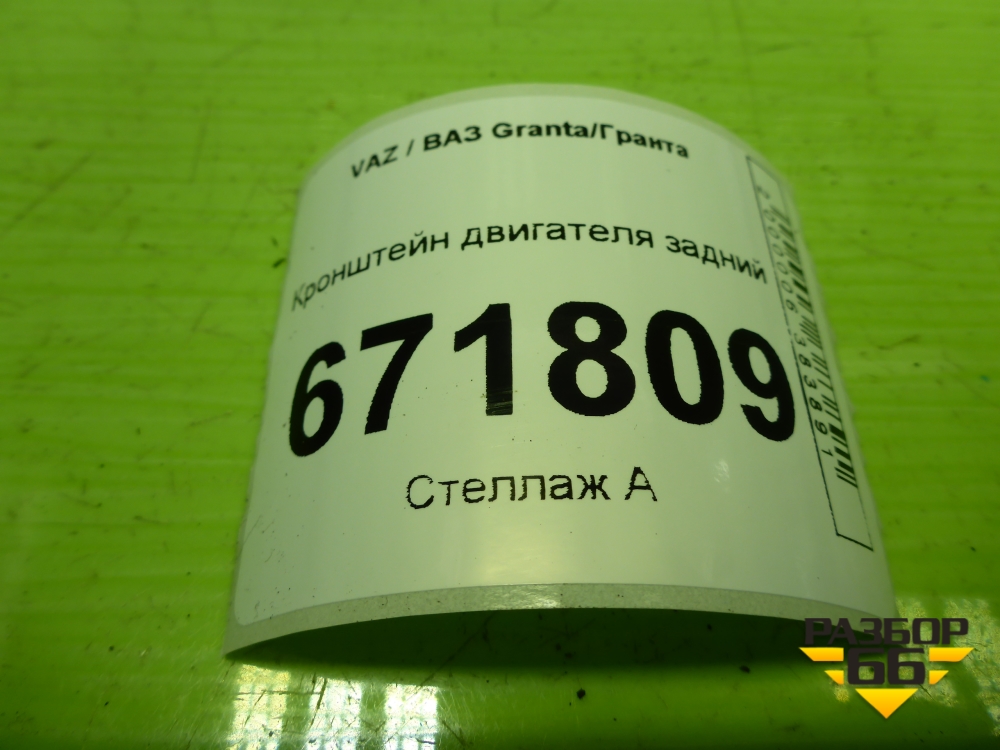 VAZ / ВАЗ Granta/Гранта
Кронштейн двигателя задний
671809
Стеллаж А
РАЗБОР
66